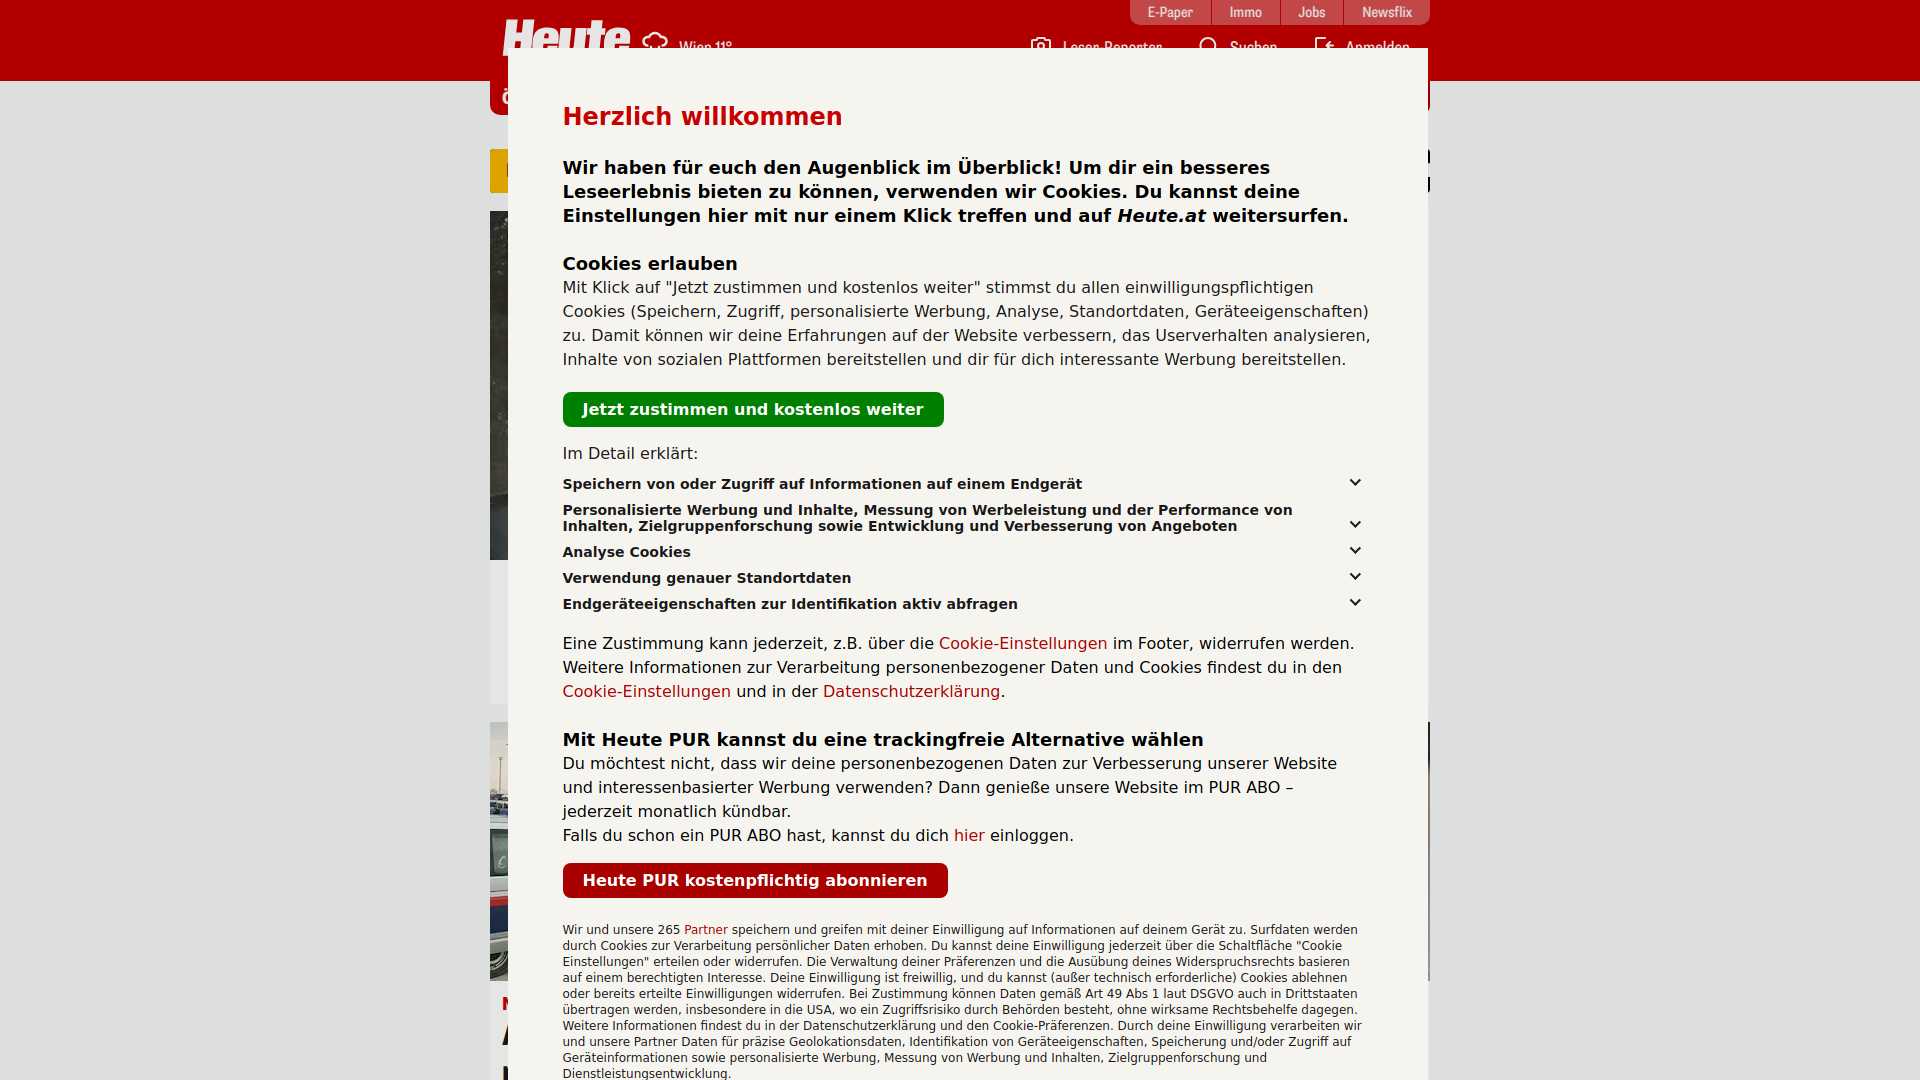 E-Paper
Immo
Jobs
Newsflix
Heute
Wien 11°
Leser-Reporter
Suchen
Anmelden
Herzlich willkommen
Wir haben für euch den Augenblick im Überblick! Um dir ein besseres
Leseerlebnis bieten zu können, verwenden wir Cookies. Du kannst deine
Einstellungen hier mit nur einem Klick treffen und auf Heute.at weitersurfen.
Cookies erlauben
Mit Klick auf "Jetzt zustimmen und kostenlos weiter" stimmst du allen einwilligungspflichtigen
Cookies (Speichern, Zugriff, personalisierte Werbung, Analyse, Standortdaten, Geräteeigenschaften)
zu. Damit können wir deine Erfahrungen auf der Website verbessern, das Userverhalten analysieren,
Inhalte von sozialen Plattformen bereitstellen und dir für dich interessante Werbung bereitstellen.
Jetzt zustimmen und kostenlos weiter
Im Detail erklärt:
Speichern von oder Zugriff auf Informationen auf einem Endgerät
Personalisierte Werbung und Inhalte, Messung von Werbeleistung und der Performance von
Inhalten, Zielgruppenforschung sowie Entwicklung und Verbesserung von Angeboten
Analyse Cookies
Verwendung genauer Standortdaten
Endgeräteeigenschaften zur Identifikation aktiv abfragen
Eine Zustimmung kann jederzeit, z.B. über die Cookie-Einstellungen im Footer, widerrufen werden.
Weitere Informationen zur Verarbeitung personenbezogener Daten und Cookies findest du in den
Cookie-Einstellungen und in der Datenschutzerklärung.
Mit Heute PUR kannst du eine trackingfreie Alternative wählen
Du möchtest nicht, dass wir deine personenbezogenen Daten zur Verbesserung unserer Website
und interessenbasierter Werbung verwenden? Dann genieße unsere Website im PUR ABO –
jederzeit monatlich kündbar.
Falls du schon ein PUR ABO hast, kannst du dich hier einloggen.
Heute PUR kostenpflichtig abonnieren
Wir und unsere 265 Partner speichern und greifen mit deiner Einwilligung auf Informationen auf deinem Gerät zu. Surfdaten werden
durch Cookies zur Verarbeitung persönlicher Daten erhoben. Du kannst deine Einwilligung jederzeit über die Schaltfläche "Cookie
Einstellungen" erteilen oder widerrufen. Die Verwaltung deiner Präferenzen und die Ausübung deines Widerspruchsrechts basieren
auf einem berechtigten Interesse. Deine Einwilligung ist freiwillig, und du kannst (außer technisch erforderliche) Cookies ablehnen
oder bereits erteilte Einwilligungen widerrufen. Bei Zustimmung können Daten gemäß Art 49 Abs 1 laut DSGVO auch in Drittstaaten
übertragen werden, insbesondere in die USA, wo ein Zugriffsrisiko durch Behörden besteht, ohne wirksame Rechtsbehelfe dagegen.
Weitere Informationen findest du in der Datenschutzerklärung und den Cookie-Präferenzen. Durch deine Einwilligung verarbeiten wir
und unsere Partner Daten für präzise Geolokationsdaten, Identifikation von Geräteeigenschaften, Speicherung und/oder Zugriff auf
Geräteinformationen sowie personalisierte Werbung, Messung von Werbung und Inhalten, Zielgruppenforschung und
Dienstleistungsentwicklung.